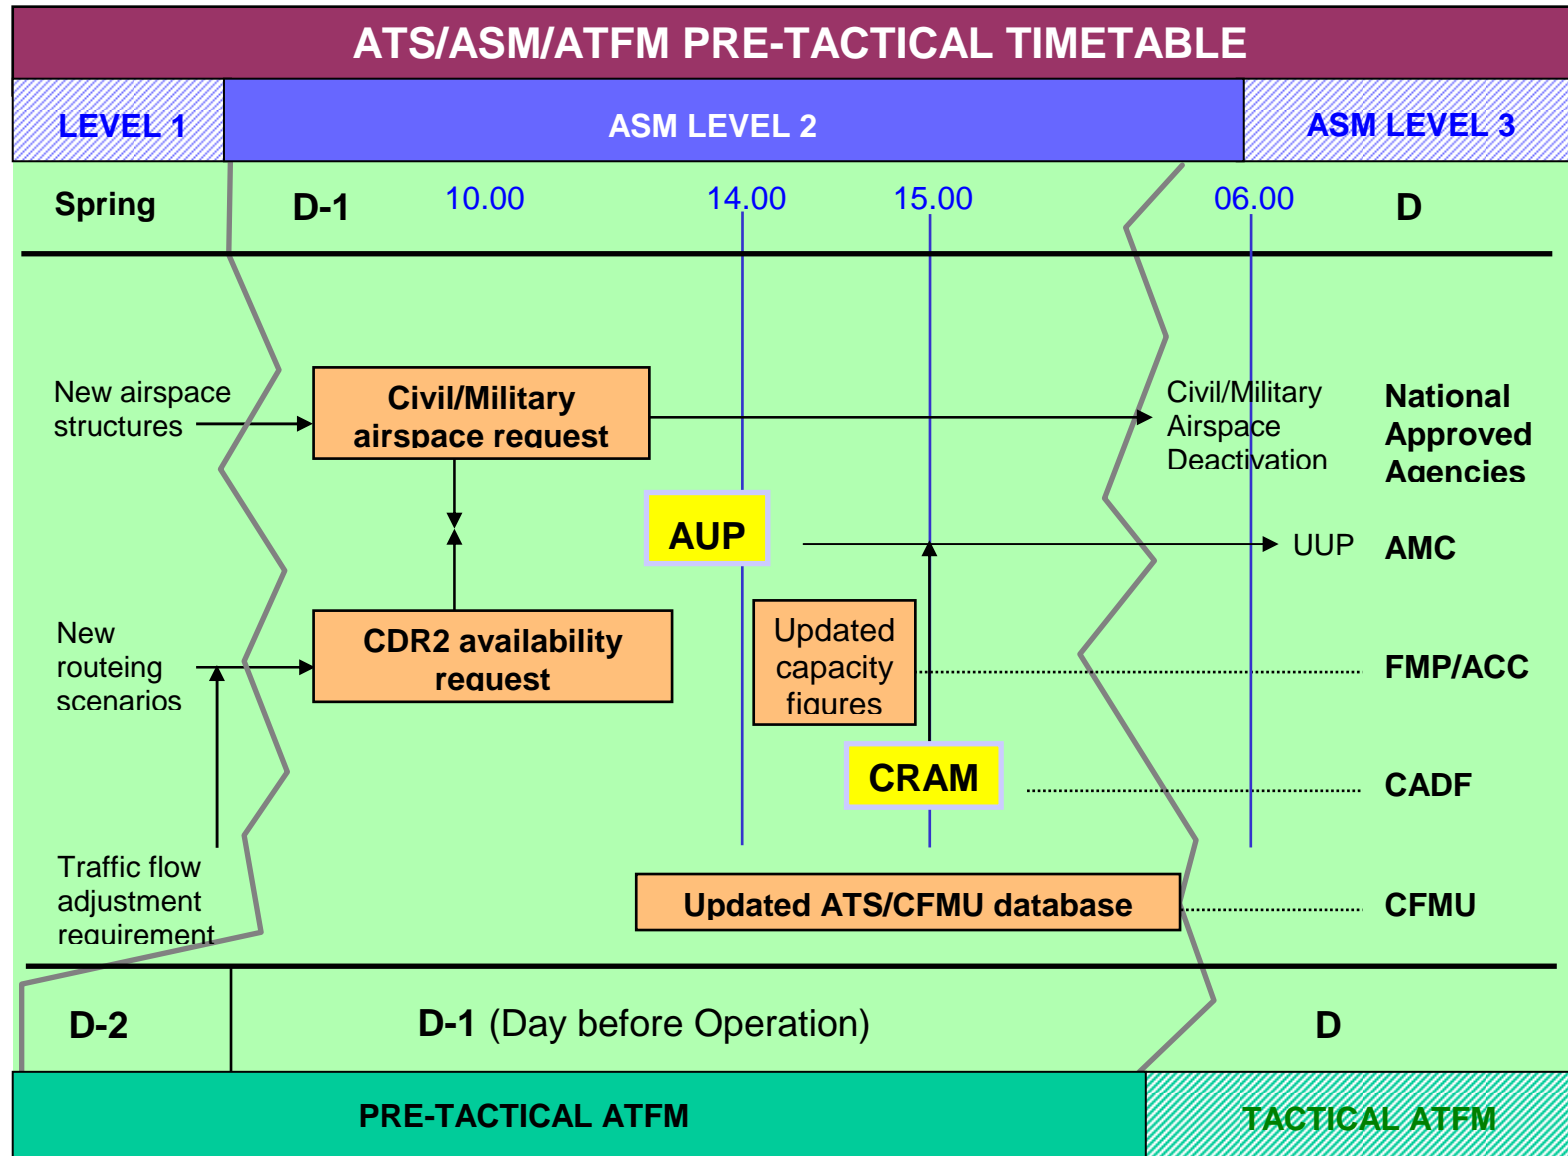 ATS/ASM/ATFM PRE-TACTICAL TIMETABLE
LEVEL 1
ASM LEVEL 2
ASM LEVEL 3
Spring
D-1
10.00
14.00
15.00
06.00
D
New airspace
structures
Civil/Military
airspace request
Civil/Military
Airspace
Deactivation
National
Approved
Agencies
AUP
UUP
AMC
New
routeing
scenarios
CDR2 availability
request
Updated
capacity
figures
FMP/ACC
CRAM
CADF
Traffic flow
adjustment
requirement
Updated ATS/CFMU database
CFMU
D-2
D-1 (Day before Operation)
D
PRE-TACTICAL ATFM
TACTICAL ATFM